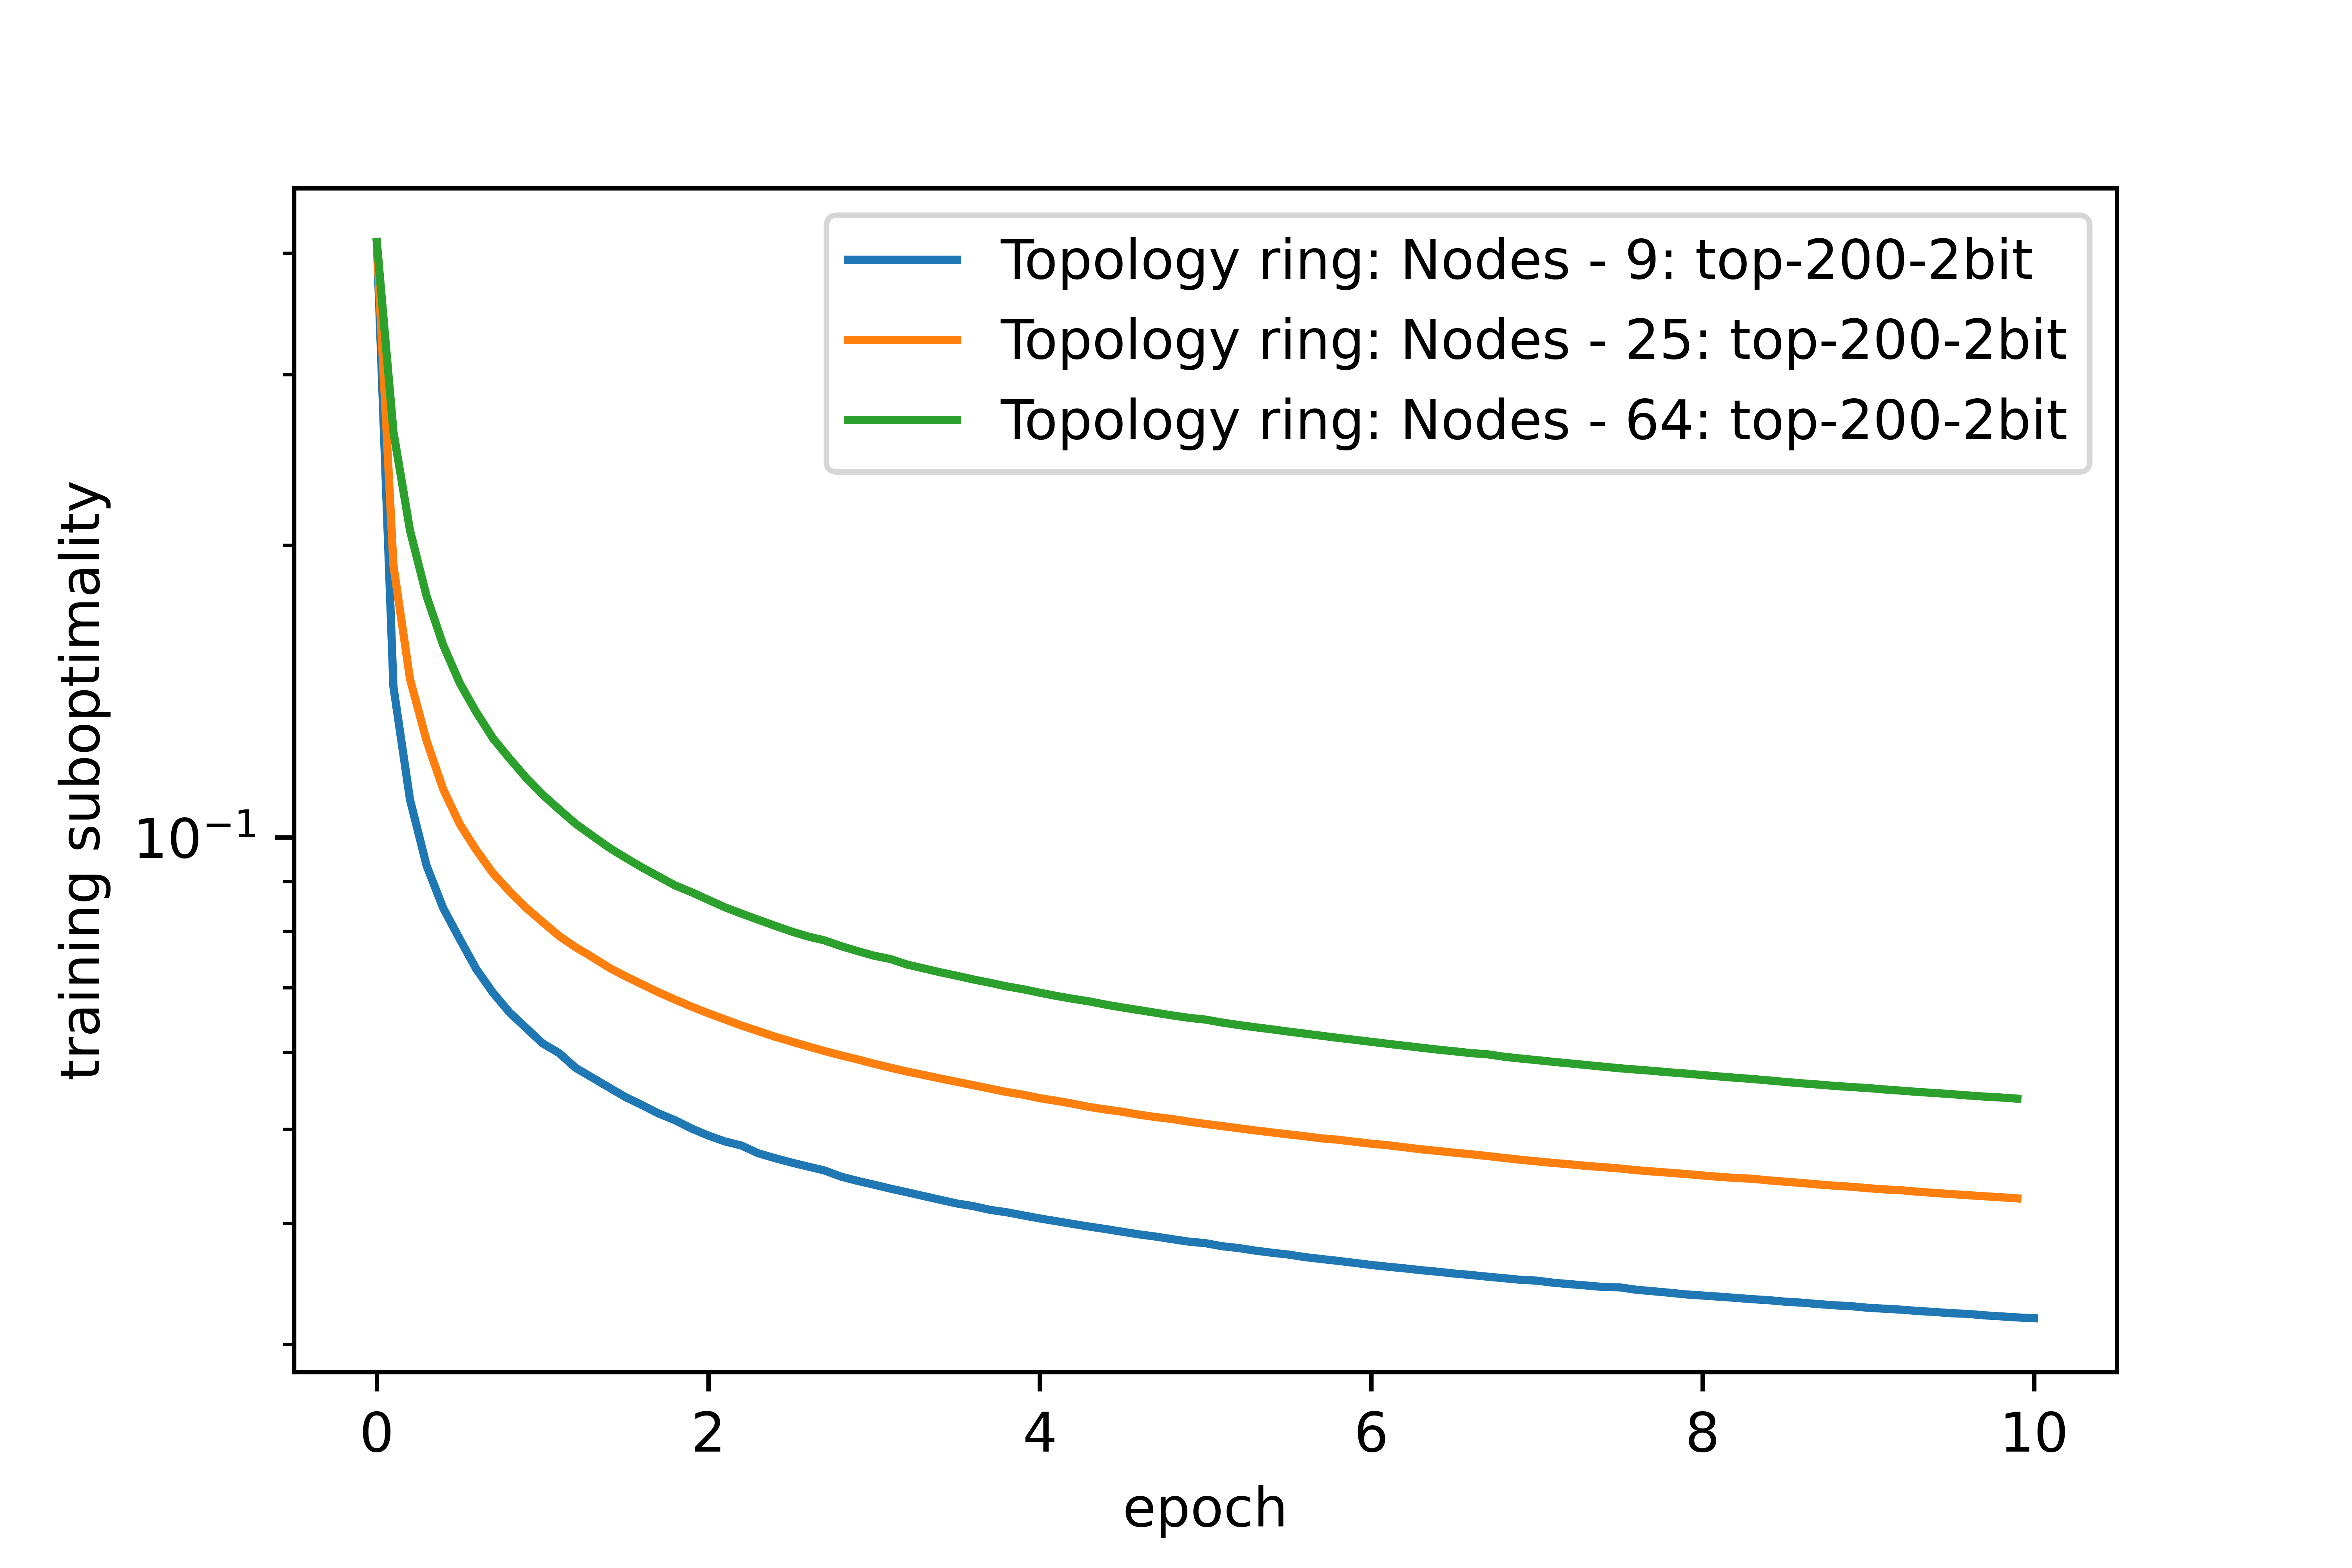 Topology ring: Nodes - 9: top-200-2bit
Topology ring: Nodes - 25: top-200-2bit
Topology ring: Nodes - 64: top-200-2bit
training suboptimality
10⁻¹
0 2 4 6 8 10
epoch